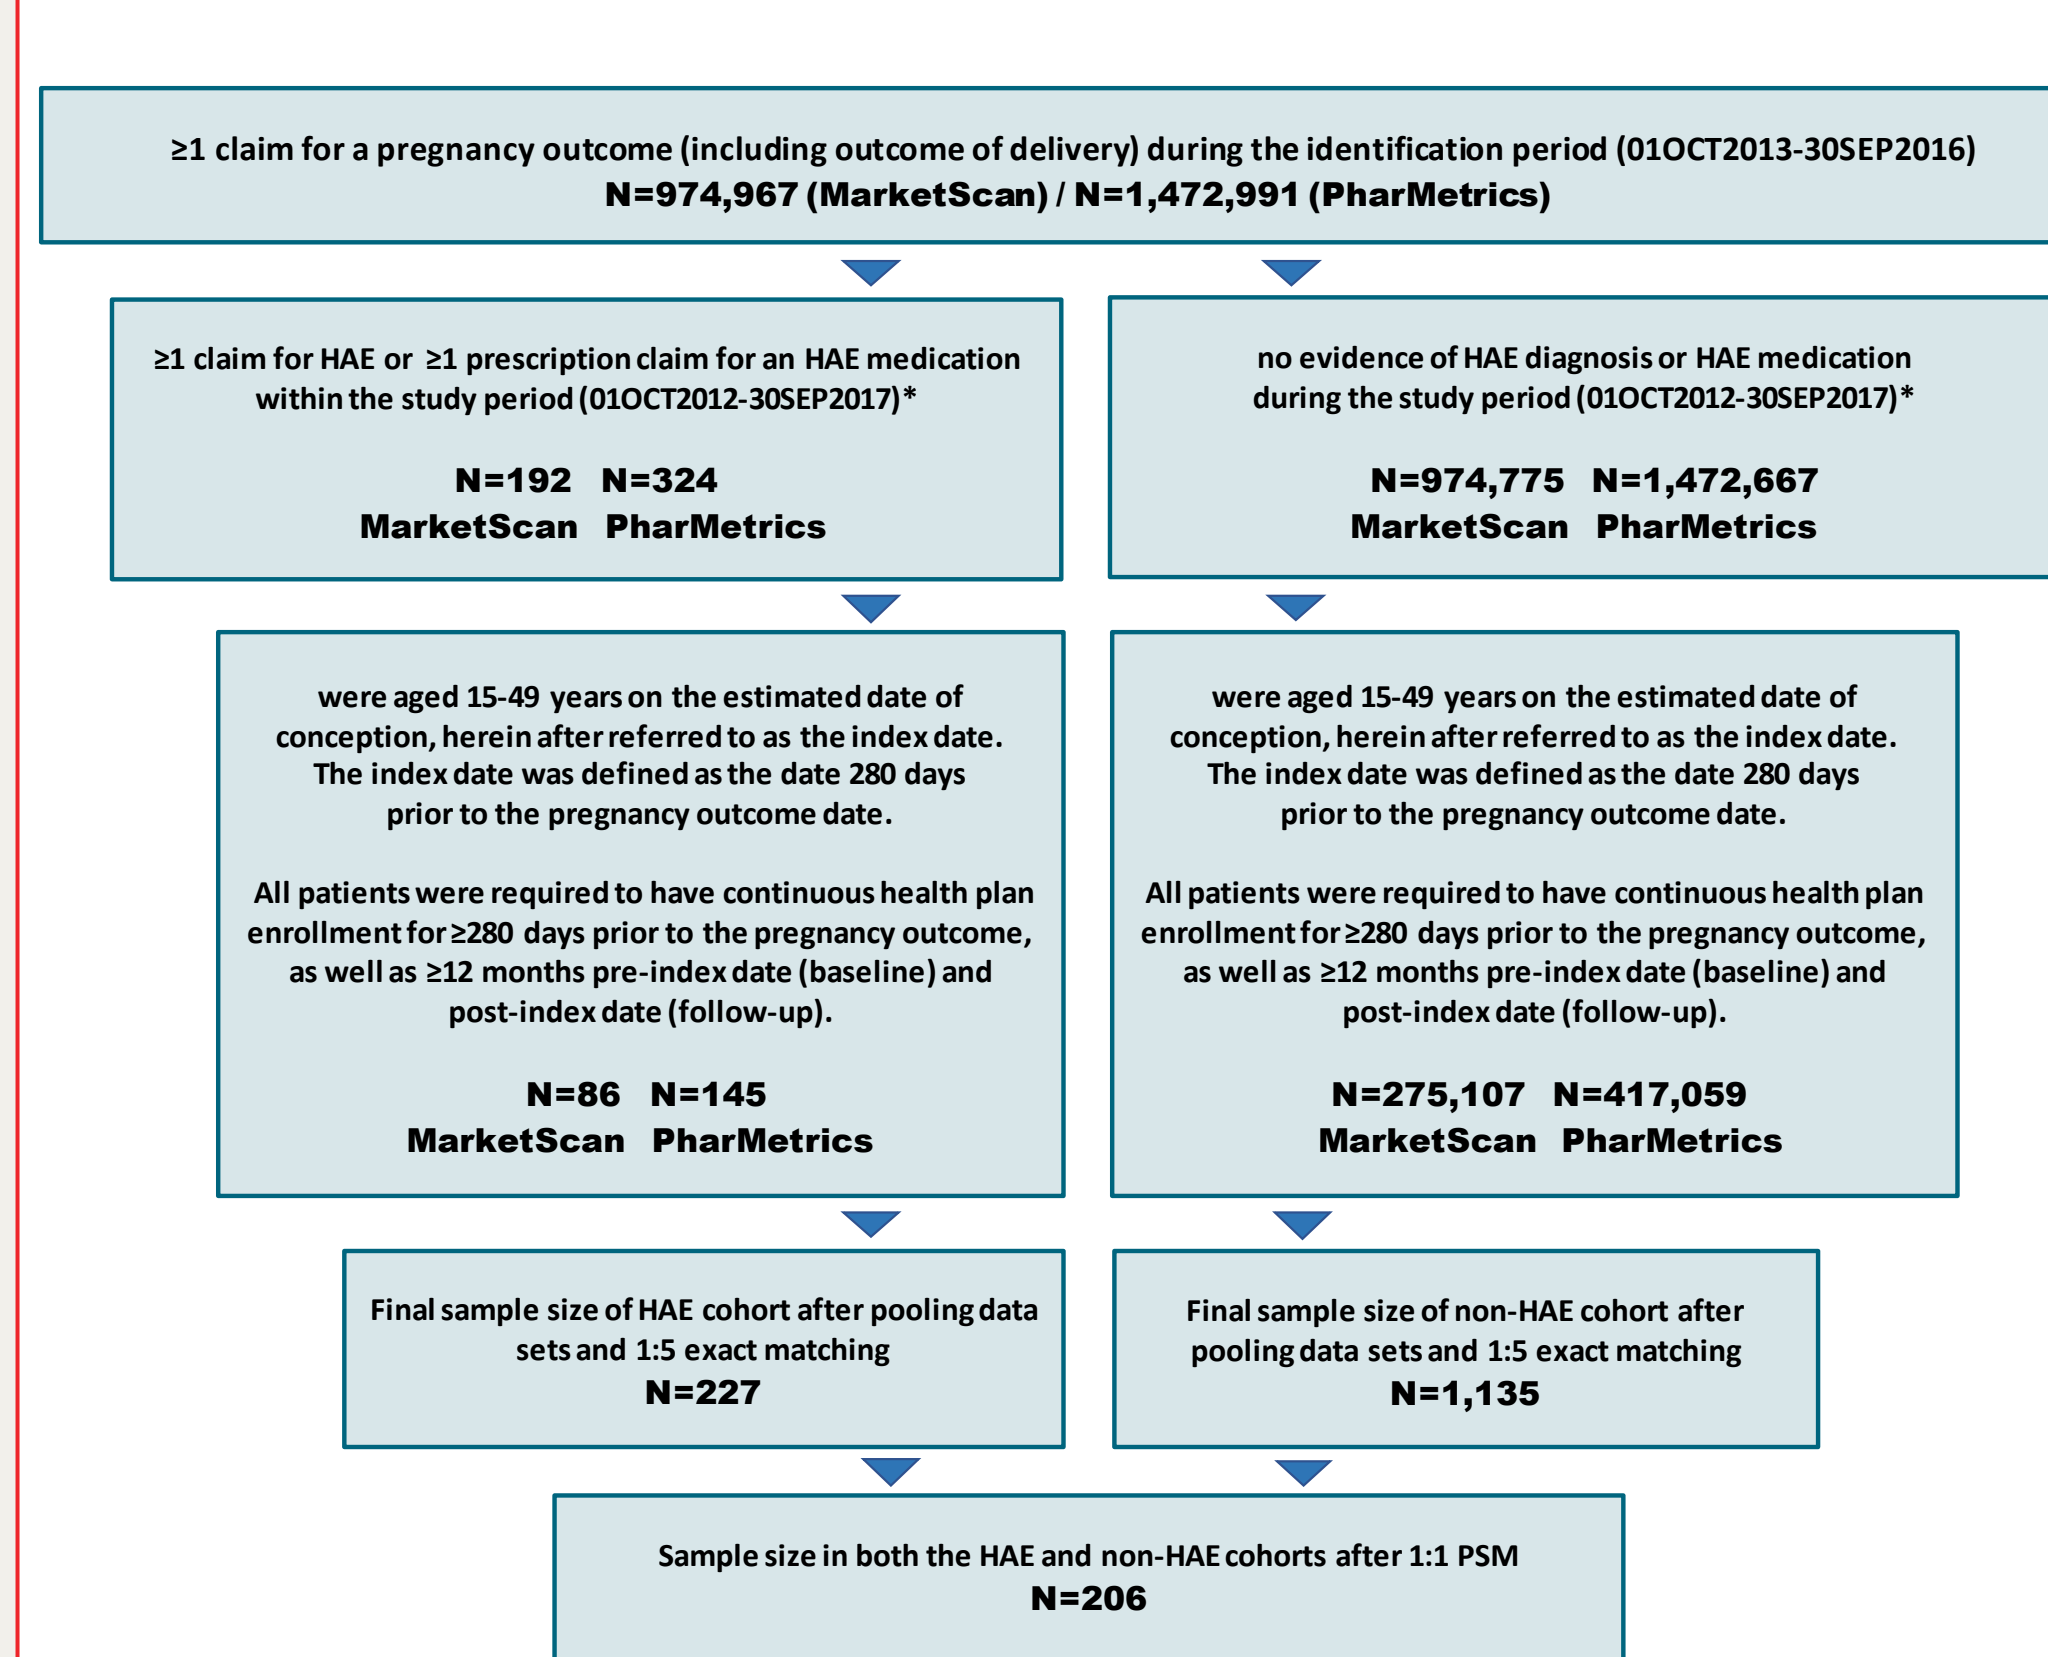 ≥1 claim for a pregnancy outcome (including outcome of delivery) during the identification period (01OCT2013-30SEP2016)
N=974,967 (MarketScan) / N=1,472,991 (PharMetrics)
≥1 claim for HAE or ≥1 prescription claim for an HAE medication
within the study period (01OCT2012-30SEP2017)*
N=192 N=324
MarketScan PharMetrics
no evidence of HAE diagnosis or HAE medication
during the study period (01OCT2012-30SEP2017)*
N=974,775 N=1,472,667
MarketScan PharMetrics
were aged 15-49 years on the estimated date of
conception, herein after referred to as the index date.
The index date was defined as the date 280 days
prior to the pregnancy outcome date.
All patients were required to have continuous health plan
enrollment for ≥280 days prior to the pregnancy outcome,
as well as ≥12 months pre-index date (baseline) and
post-index date (follow-up).
N=86 N=145
MarketScan PharMetrics
were aged 15-49 years on the estimated date of
conception, herein after referred to as the index date.
The index date was defined as the date 280 days
prior to the pregnancy outcome date.
All patients were required to have continuous health plan
enrollment for ≥280 days prior to the pregnancy outcome,
as well as ≥12 months pre-index date (baseline) and
post-index date (follow-up).
N=275,107 N=417,059
MarketScan PharMetrics
Final sample size of HAE cohort after pooling data
sets and 1:5 exact matching
N=227
Final sample size of non-HAE cohort after
pooling data sets and 1:5 exact matching
N=1,135
Sample size in both the HAE and non-HAE cohorts after 1:1 PSM
N=206